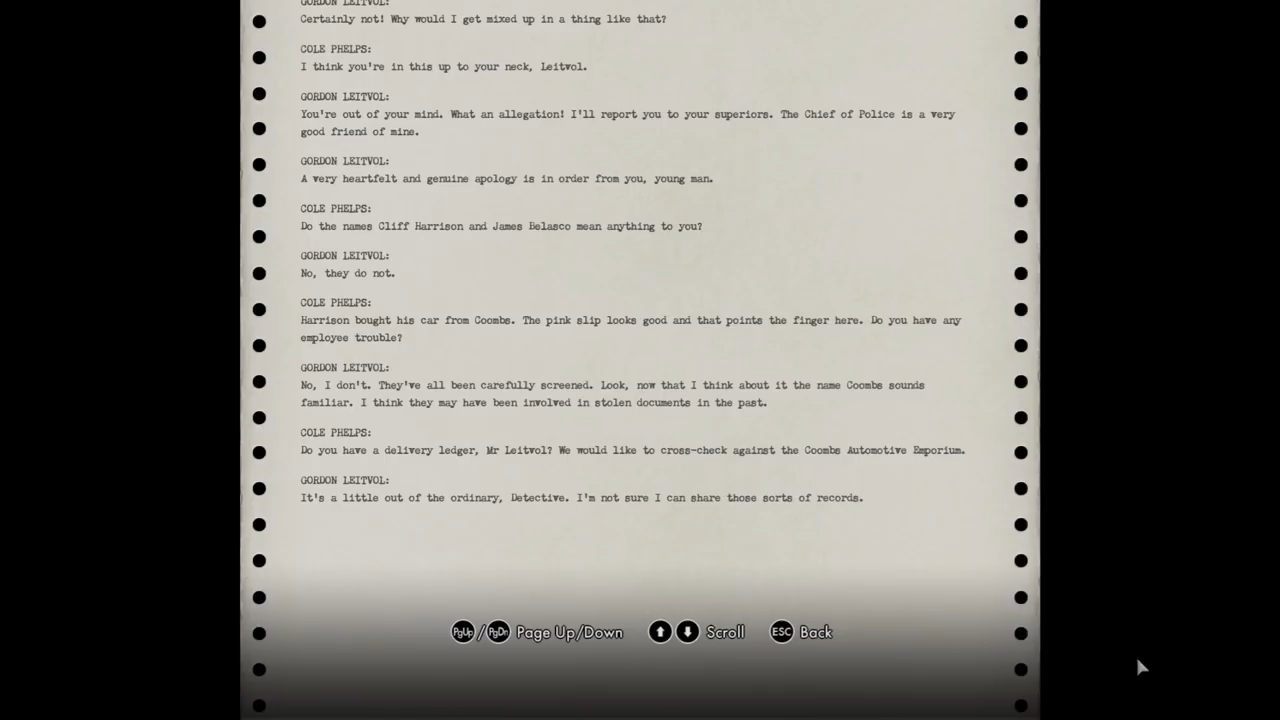 GORDON LEITVOL:
Certainly not! Why would I get mixed up in a thing like that?
COLE PHELPS:
I think you're in this up to your neck, Leitvol.
GORDON LEITVOL:
You're out of your mind. What an allegation! I'll report you to your superiors. The Chief of Police is a very
good friend of mine.
GORDON LEITVOL:
A very heartfelt and genuine apology is in order from you, young man.
COLE PHELPS:
Do the names Cliff Harrison and James Belasco mean anything to you?
GORDON LEITVOL:
No, they do not.
COLE PHELPS:
Harrison bought his car from Coombs. The pink slip looks good and that points the finger here. Do you have any
employee trouble?
GORDON LEITVOL:
No, I don't. They've all been carefully screened. Look, now that I think about it the name Coombs sounds
familiar. I think they may have been involved in stolen documents in the past.
COLE PHELPS:
Do you have a delivery ledger, Mr Leitvol? We would like to cross-check against the Coombs Automotive Emporium.
GORDON LEITVOL:
It's a little out of the ordinary, Detective. I'm not sure I can share those sorts of records.
PgUp / PgDn Page Up/Down Scroll ESC Back